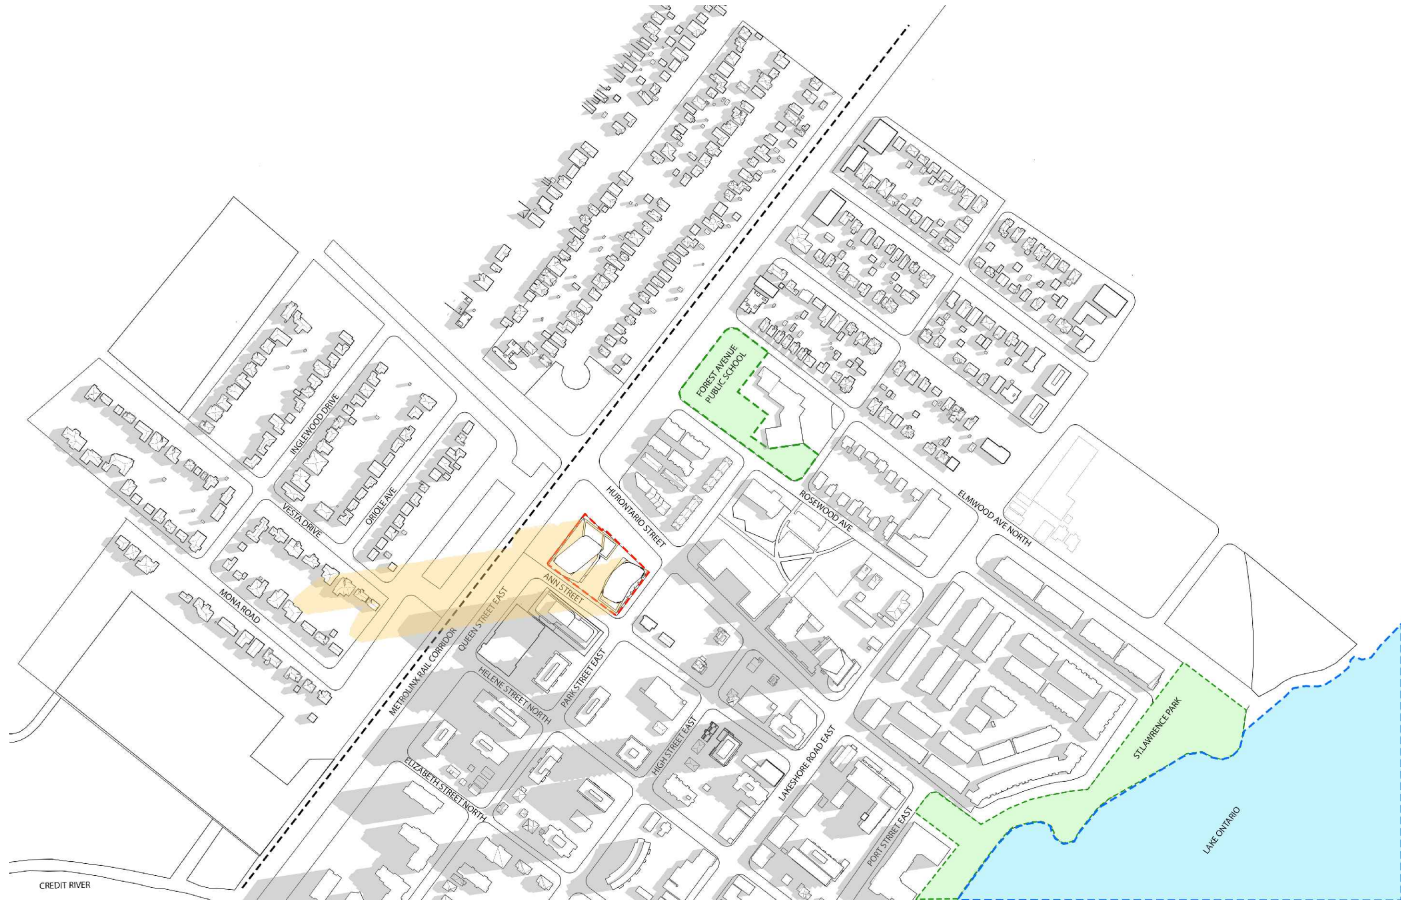 FOREST AVENUE
PUBLIC SCHOOL
INGLEWOOD DRIVE
ORIOLE AVE
VESTA DRIVE
HURONTARIO STREET
ROSEWOOD AVE
ELMWOOD AVE NORTH
MONA ROAD
ANN STREET
QUEEN STREET EAST
METROLINX RAIL CORRIDOR
HELENE STREET NORTH
PARK STREET EAST
HIGH STREET EAST
ELIZABETH STREET NORTH
LAKESHORE ROAD EAST
PORT STRRET EAST
ST.LAWRENCE PARK
LAKE ONTARIO
CREDIT RIVER